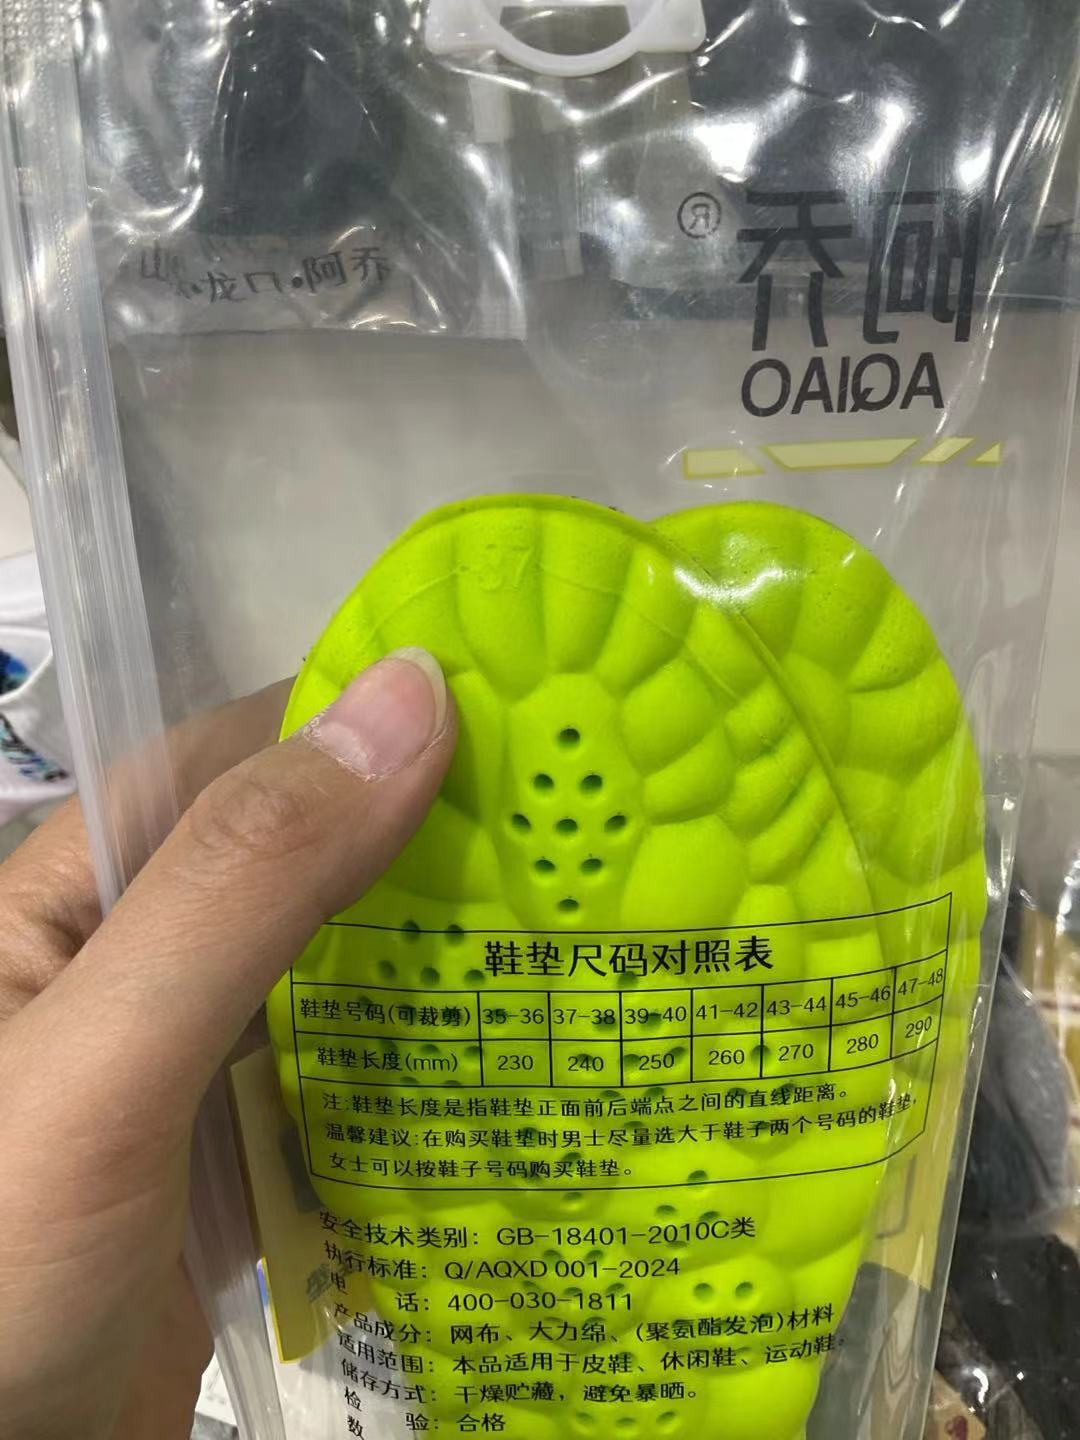 阿乔®
AQIAO
龙口·阿乔
37
鞋垫尺码对照表
鞋垫号码(可裁剪) 35-36 37-38 39-40 41-42 43-44 45-46 47-48
鞋垫长度(mm) 230 240 250 260 270 280 290
注:鞋垫长度是指鞋垫正面前后端点之间的直线距离。
温馨建议:在购买鞋垫时男士尽量选大于鞋子两个号码的鞋垫,
女士可以按鞋子号码购买鞋垫。
安全技术类别: GB-18401-2010C类
执行标准: Q/AQXD 001-2024
电 话: 400-030-1811
产品成分: 网布、大力绵、(聚氨酯发泡)材料
适用范围: 本品适用于皮鞋、休闲鞋、运动鞋。
储存方式: 干燥贮藏，避免暴晒。
检 验: 合格
数